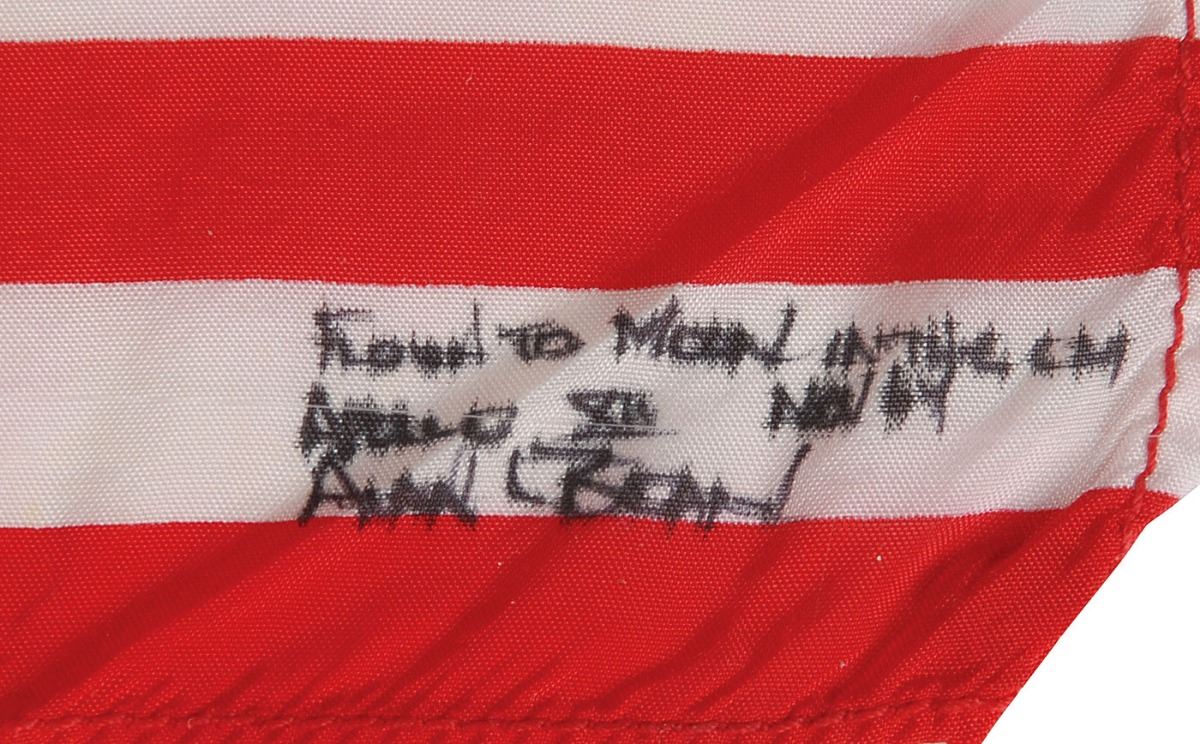 FLOWN TO MOON IN THE CM
APOLLO XII NOV 69
ALAN L BEAN